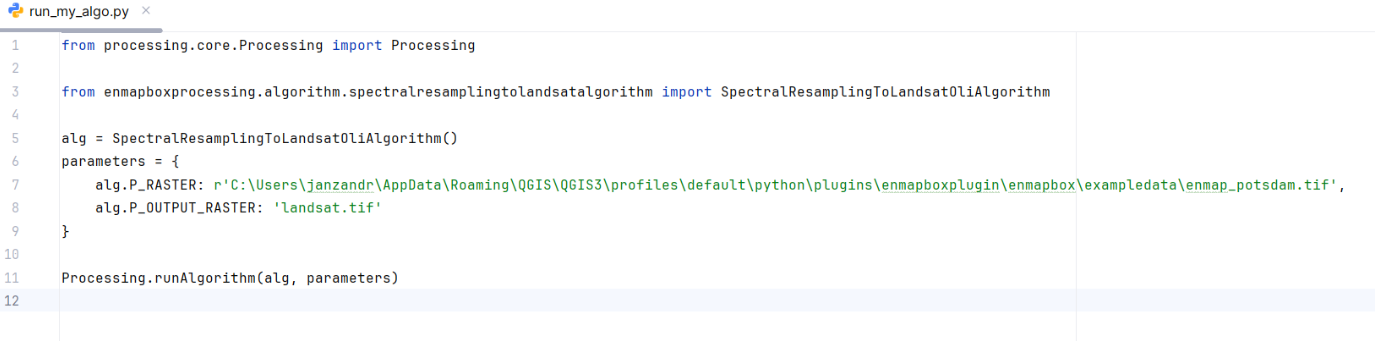 run_my_algo.py ×
1 from processing.core.Processing import Processing
2
3 from enmapboxprocessing.algorithm.spectralresamplingtolandsatalgorithm import SpectralResamplingToLandsatOliAlgorithm
4
5 alg = SpectralResamplingToLandsatOliAlgorithm()
6 parameters = {
7     alg.P_RASTER: r'C:\Users\janzandr\AppData\Roaming\QGIS\QGIS3\profiles\default\python\plugins\enmapboxplugin\enmapbox\exampledata\enmap_potsdam.tif',
8     alg.P_OUTPUT_RASTER: 'landsat.tif'
9 }
10
11 Processing.runAlgorithm(alg, parameters)
12